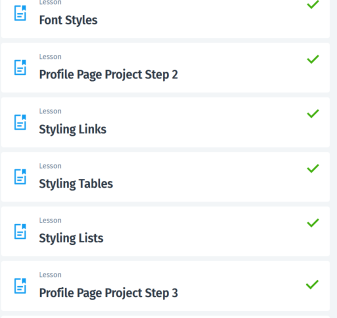 Lesson
Font Styles
Lesson
Profile Page Project Step 2
Lesson
Styling Links
Lesson
Styling Tables
Lesson
Styling Lists
Lesson
Profile Page Project Step 3